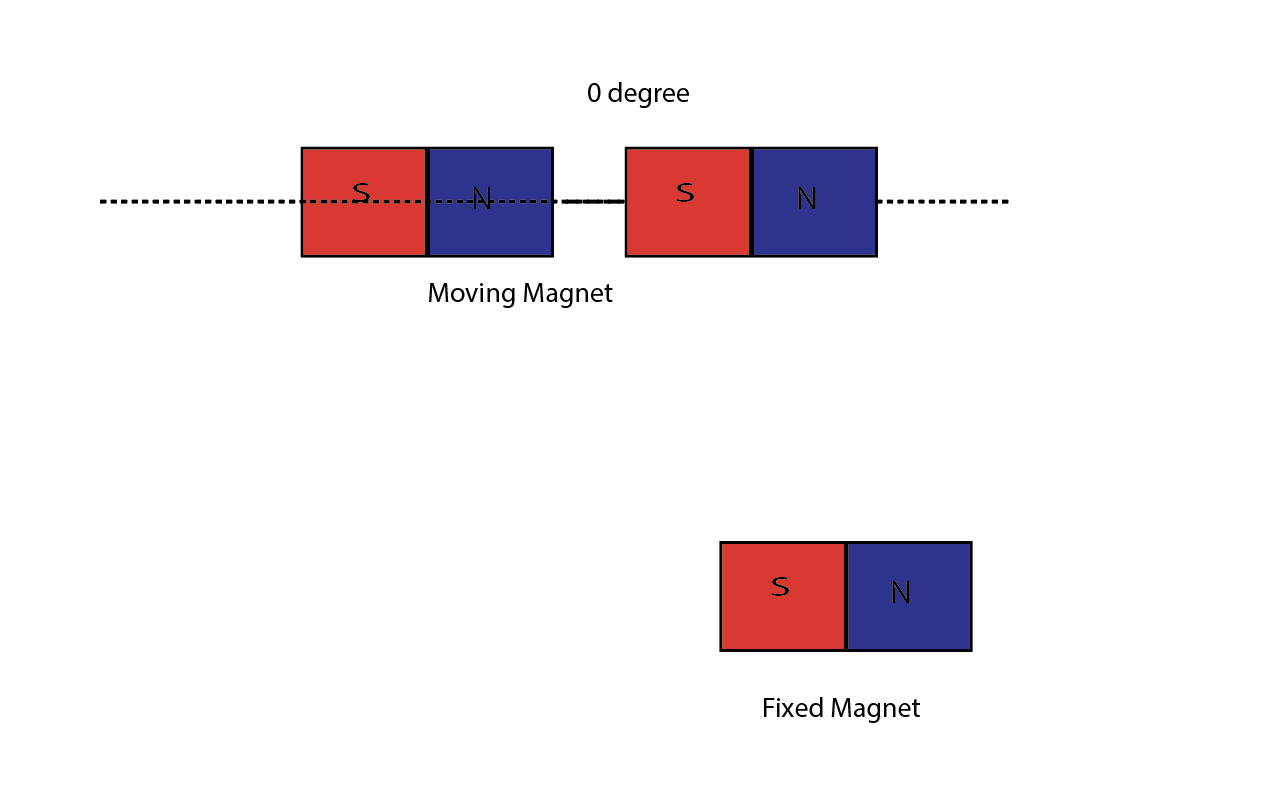 0 degree
S N S N
Moving Magnet
S N
Fixed Magnet